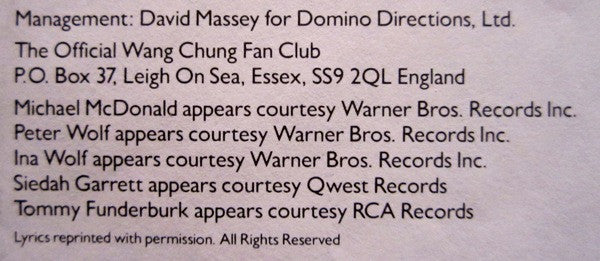 Management: David Massey for Domino Directions, Ltd.
The Official Wang Chung Fan Club
P.O. Box 37, Leigh On Sea, Essex, SS9 2QL England
Michael McDonald appears courtesy Warner Bros. Records Inc.
Peter Wolf appears courtesy Warner Bros. Records Inc.
Ina Wolf appears courtesy Warner Bros. Records Inc.
Siedah Garrett appears courtesy Qwest Records
Tommy Funderburk appears courtesy RCA Records
Lyrics reprinted with permission. All Rights Reserved